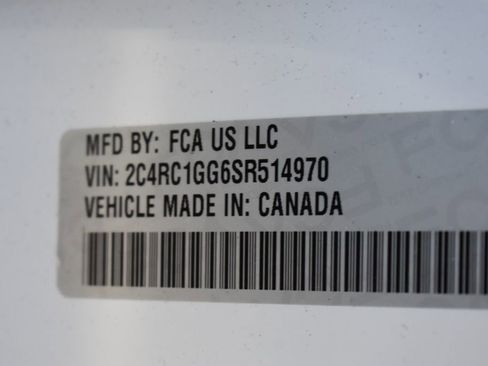 MFD BY: FCA US LLC
VIN: 2C4RC1GG6SR514970
VEHICLE MADE IN: CANADA